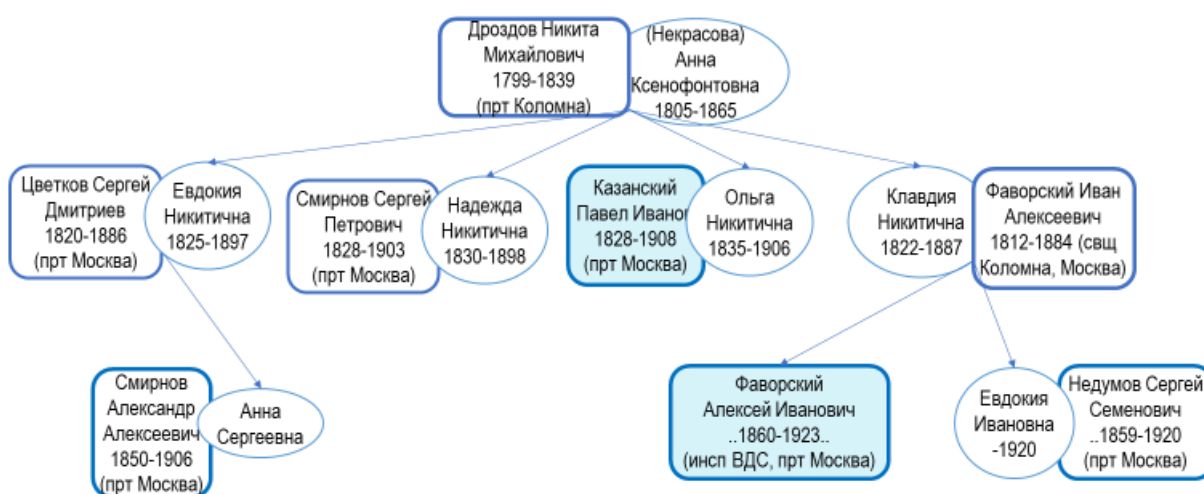 Дроздов Никита
Михайлович
1799-1839
(прт Коломна)
(Некрасова)
Анна
Ксенофонтовна
1805-1865
Цветков Сергей
Дмитриев
1820-1886
(прт Москва)
Евдокия
Никитична
1825-1897
Смирнов Сергей
Петрович
1828-1903
(прт Москва)
Надежда
Никитична
1830-1898
Казанский
Павел Иванов
1828-1908
(прт Москва)
Ольга
Никитична
1835-1906
Клавдия
Никитична
1822-1887
Фаворский Иван
Алексеевич
1812-1884 (свщ
Коломна, Москва)
Смирнов
Александр
Алексеевич
1850-1906
(прт Москва)
Анна
Сергеевна
Фаворский
Алексей Иванович
..1860-1923..
(инсп ВДС, прт Москва)
Евдокия
Ивановна
-1920
Недумов Сергей
Семенович
..1859-1920
(прт Москва)